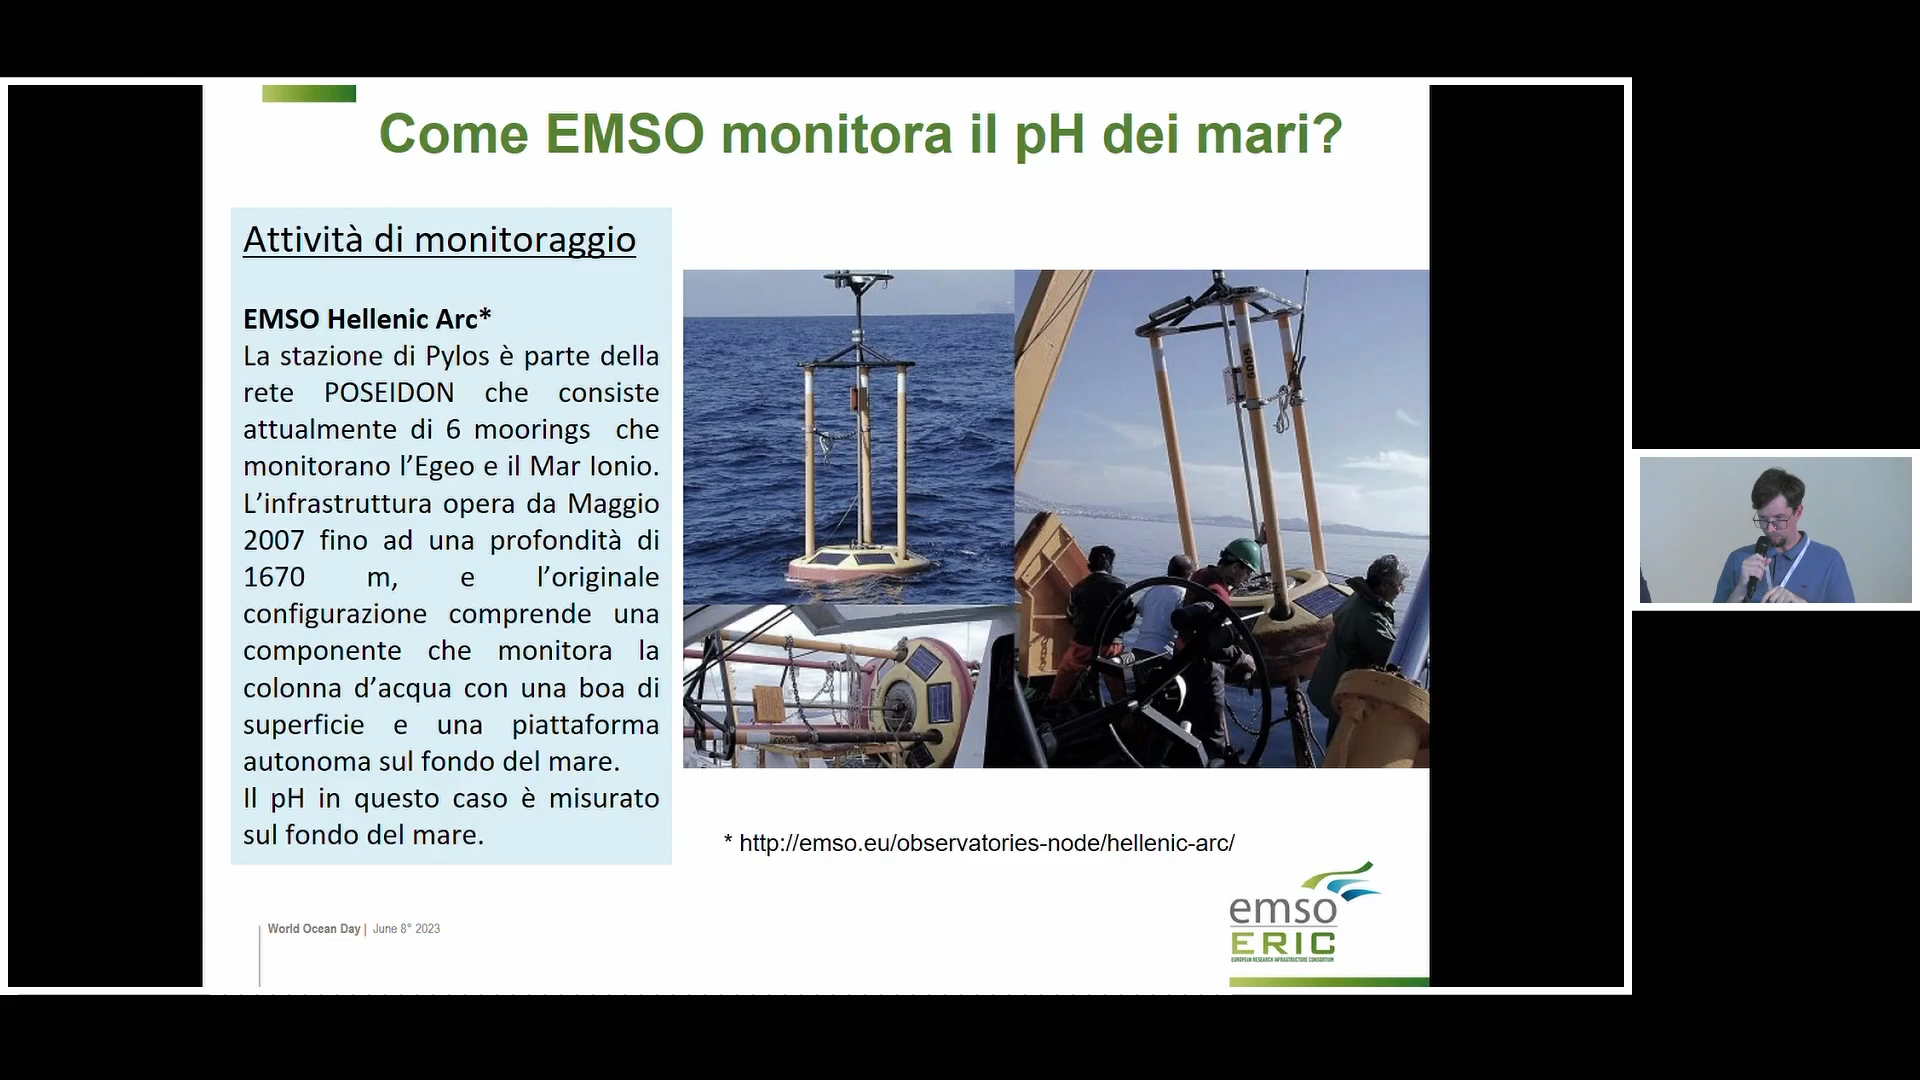 Come EMSO monitora il pH dei mari?
Attività di monitoraggio
EMSO Hellenic Arc*
La stazione di Pylos è parte della
rete POSEIDON che consiste
attualmente di 6 moorings che
monitorano l’Egeo e il Mar Ionio.
L’infrastruttura opera da Maggio
2007 fino ad una profondità di
1670 m, e l’originale
configurazione comprende una
componente che monitora la
colonna d’acqua con una boa di
superficie e una piattaforma
autonoma sul fondo del mare.
Il pH in questo caso è misurato
sul fondo del mare.
* http://emso.eu/observatories-node/hellenic-arc/
World Ocean Day | June 8° 2023
emso
ERIC
EUROPEAN RESEARCH INFRASTRUCTURE CONSORTIUM